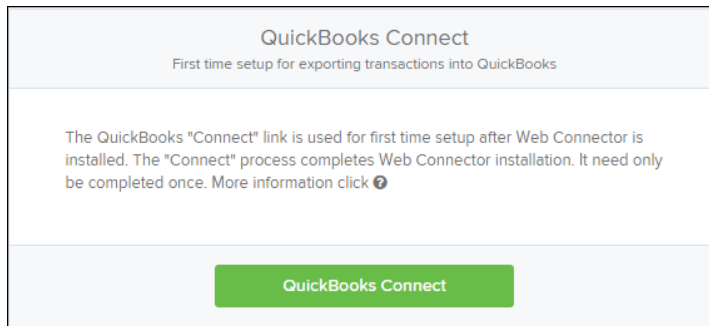 QuickBooks Connect
First time setup for exporting transactions into QuickBooks
The QuickBooks "Connect" link is used for first time setup after Web Connector is
installed. The "Connect" process completes Web Connector installation. It need only
be completed once. More information click ?
QuickBooks Connect